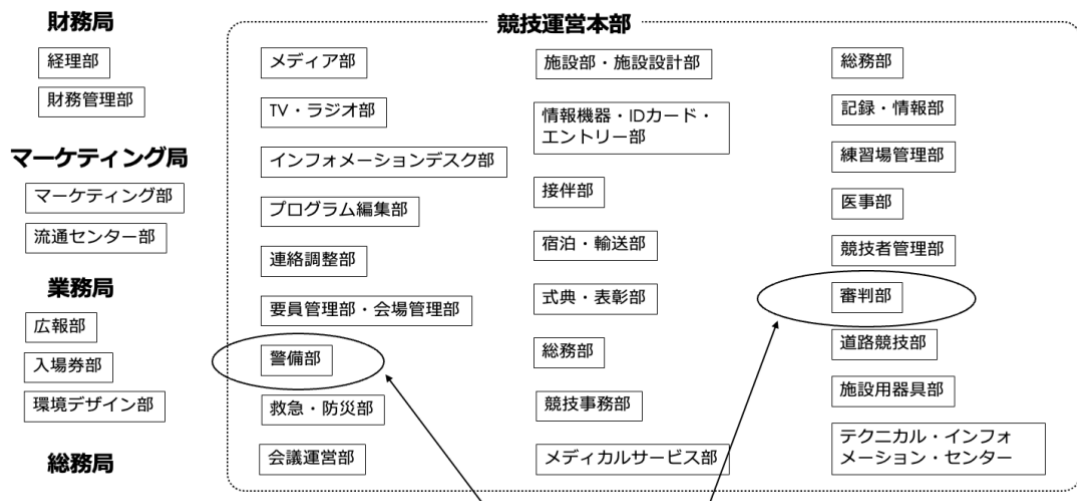 財務局
経理部
財務管理部
マーケティング局
マーケティング部
流通センター部
業務局
広報部
入場券部
環境デザイン部
総務局
競技運営本部
メディア部
TV・ラジオ部
インフォメーションデスク部
プログラム編集部
連絡調整部
要員管理部・会場管理部
警備部
救急・防災部
会議運営部
施設部・施設設計部
情報機器・IDカード・
エントリー部
接伴部
宿泊・輸送部
式典・表彰部
総務部
競技事務部
メディカルサービス部
総務部
記録・情報部
練習場管理部
医事部
競技者管理部
審判部
道路競技部
施設用器具部
テクニカル・インフォ
メーション・センター